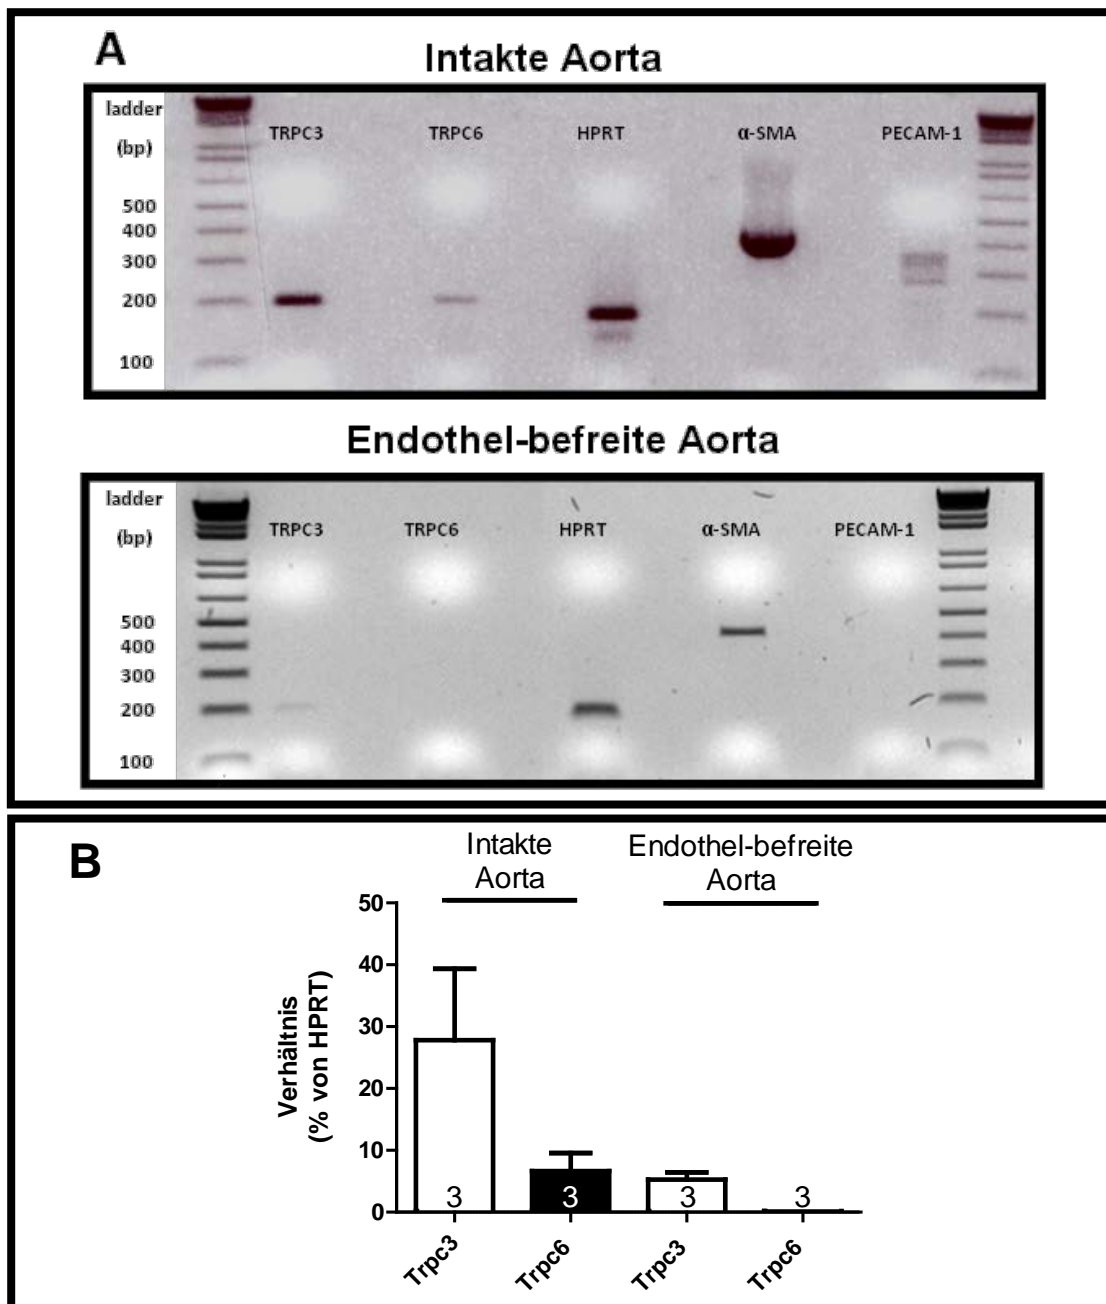 A
Intakte Aorta
ladder
(bp)
TRPC3 TRPC6 HPRT α-SMA PECAM-1
500
400
300
200
100
Endothel-befreite Aorta
ladder
(bp)
TRPC3 TRPC6 HPRT α-SMA PECAM-1
500
400
300
200
100
B
Intakte
Aorta
Endothel-befreite
Aorta
Verhältnis
(% von HPRT)
50
40
30
20
10
0
3 3 3 3
Trpc3 Trpc6 Trpc3 Trpc6